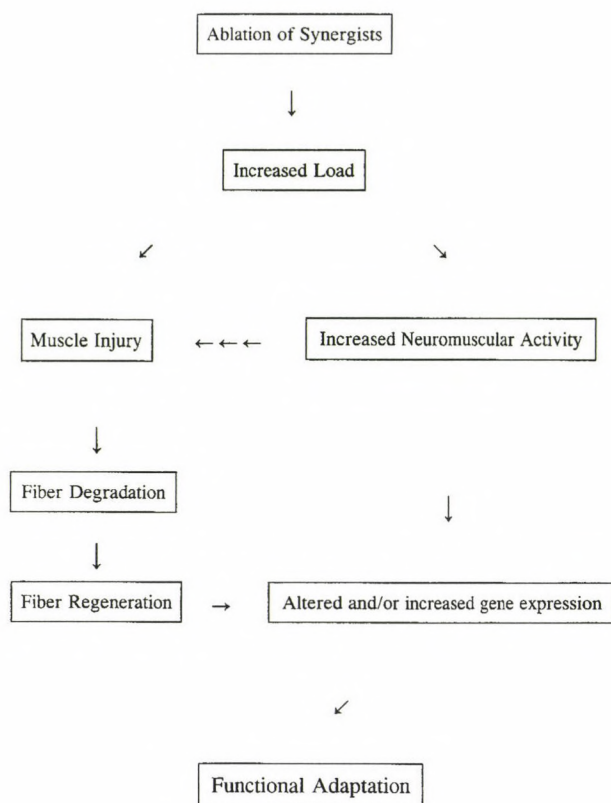 Ablation of Synergists
↓
Increased Load
↙ ↘
Muscle Injury ←←← Increased Neuromuscular Activity
↓
Fiber Degradation
↓
↓
Fiber Regeneration → Altered and/or increased gene expression
↙
Functional Adaptation